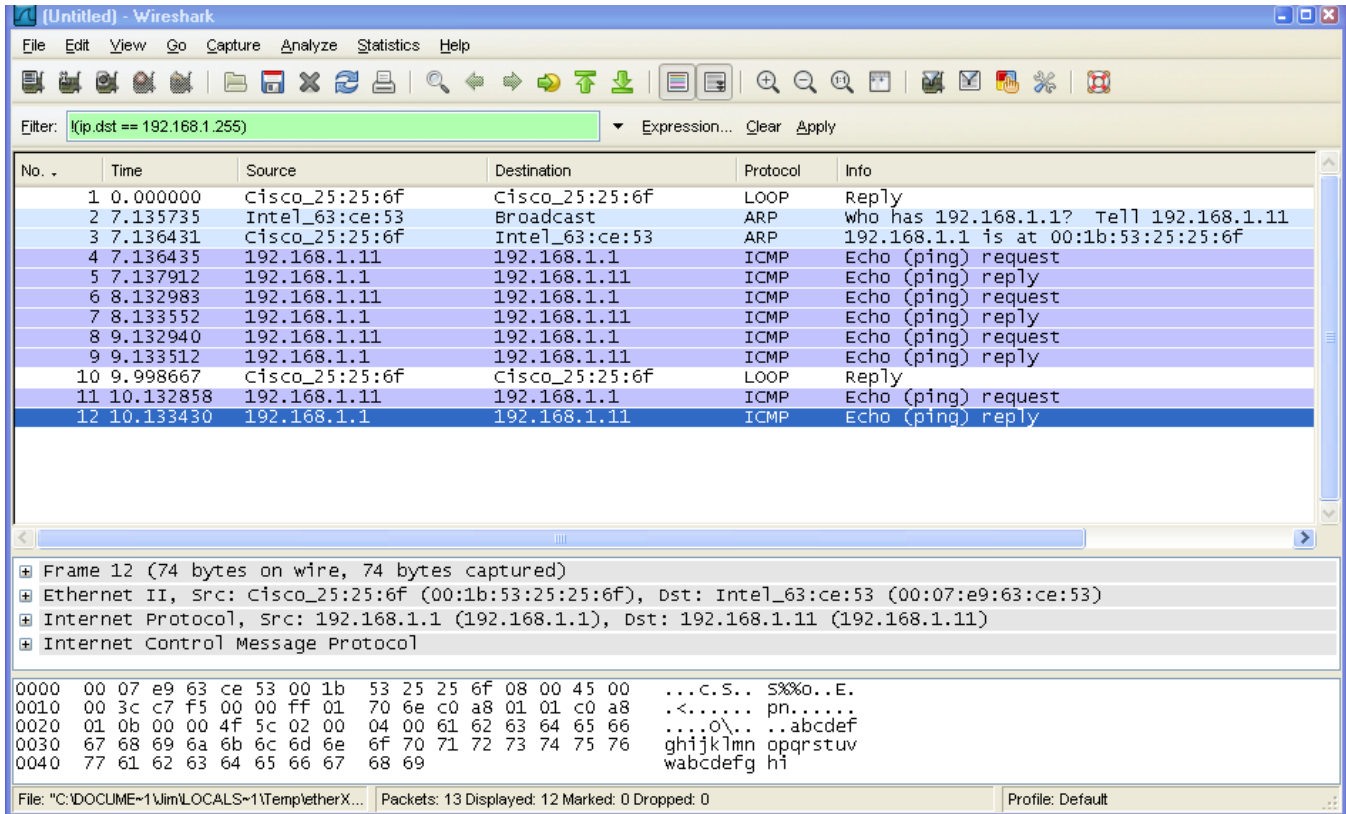 (Untitled) - Wireshark
File Edit View Go Capture Analyze Statistics Help
Filter: !(ip.dst == 192.168.1.255) Expression... Clear Apply
No. . Time Source Destination Protocol Info
1 0.000000 Cisco_25:25:6f Cisco_25:25:6f LOOP Reply
2 7.135735 Intel_63:ce:53 Broadcast ARP who has 192.168.1.1? Tell 192.168.1.11
3 7.136431 Cisco_25:25:6f Intel_63:ce:53 ARP 192.168.1.1 is at 00:1b:53:25:25:6f
4 7.136435 192.168.1.11 192.168.1.1 ICMP Echo (ping) request
5 7.137912 192.168.1.1 192.168.1.11 ICMP Echo (ping) reply
6 8.132983 192.168.1.11 192.168.1.1 ICMP Echo (ping) request
7 8.133552 192.168.1.1 192.168.1.11 ICMP Echo (ping) reply
8 9.132940 192.168.1.11 192.168.1.1 ICMP Echo (ping) request
9 9.133512 192.168.1.1 192.168.1.11 ICMP Echo (ping) reply
10 9.998667 Cisco_25:25:6f Cisco_25:25:6f LOOP Reply
11 10.132858 192.168.1.11 192.168.1.1 ICMP Echo (ping) request
12 10.133430 192.168.1.1 192.168.1.11 ICMP Echo (ping) reply
Frame 12 (74 bytes on wire, 74 bytes captured)
Ethernet II, Src: Cisco_25:25:6f (00:1b:53:25:25:6f), Dst: Intel_63:ce:53 (00:07:e9:63:ce:53)
Internet Protocol, Src: 192.168.1.1 (192.168.1.1), Dst: 192.168.1.11 (192.168.1.11)
Internet Control Message Protocol
0000 00 07 e9 63 ce 53 00 1b 53 25 25 6f 08 00 45 00 ...c.S.. S%%o..E.
0010 00 3c c7 f5 00 00 ff 01 70 6e c0 a8 01 01 c0 a8 .<...... pn......
0020 01 0b 00 00 4f 5c 02 00 04 00 61 62 63 64 65 66 ....O\.. ..abcdef
0030 67 68 69 6a 6b 6c 6d 6e 6f 70 71 72 73 74 75 76 ghijklmn opqrstuv
0040 77 61 62 63 64 65 66 67 68 69 wabcdefg hi
File: "C:\DOCUME~1\Jim\LOCALS~1\Temp\etherX... Packets: 13 Displayed: 12 Marked: 0 Dropped: 0 Profile: Default